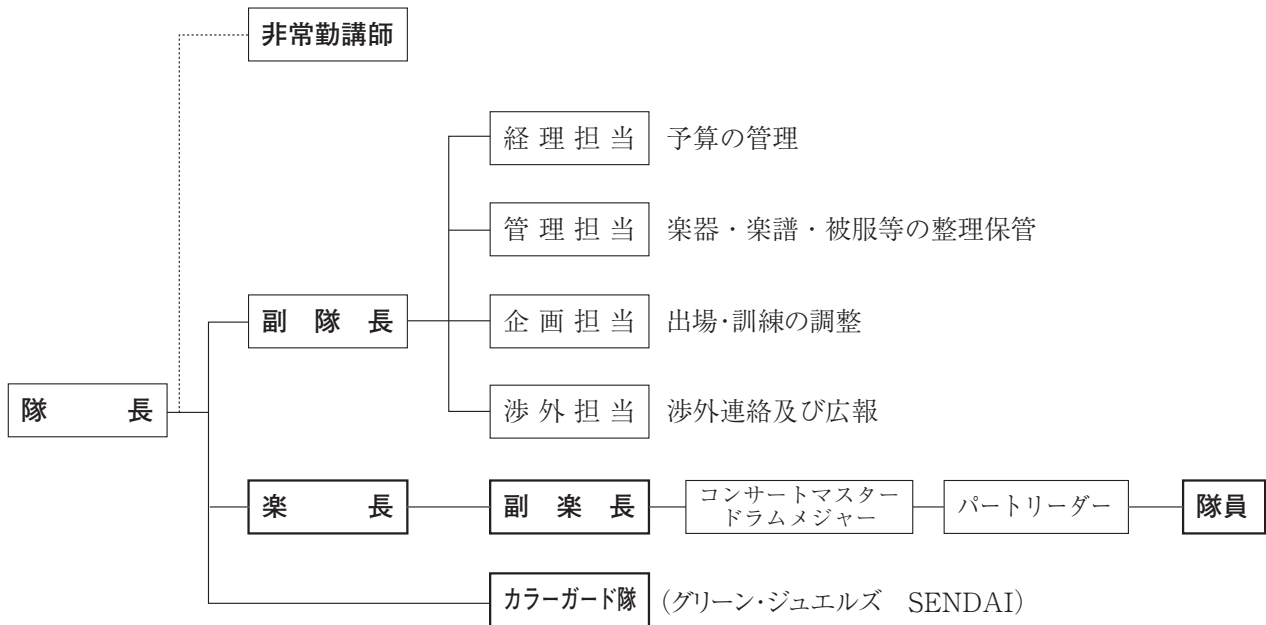 非常勤講師
経理担当 予算の管理
管理担当 楽器・楽譜・被服等の整理保管
副隊長
企画担当 出場・訓練の調整
隊長
渉外担当 渉外連絡及び広報
楽長
副楽長
コンサートマスター
ドラムメジャー
パートリーダー
隊員
カラーガード隊 (グリーン・ジュエルズ SENDAI)